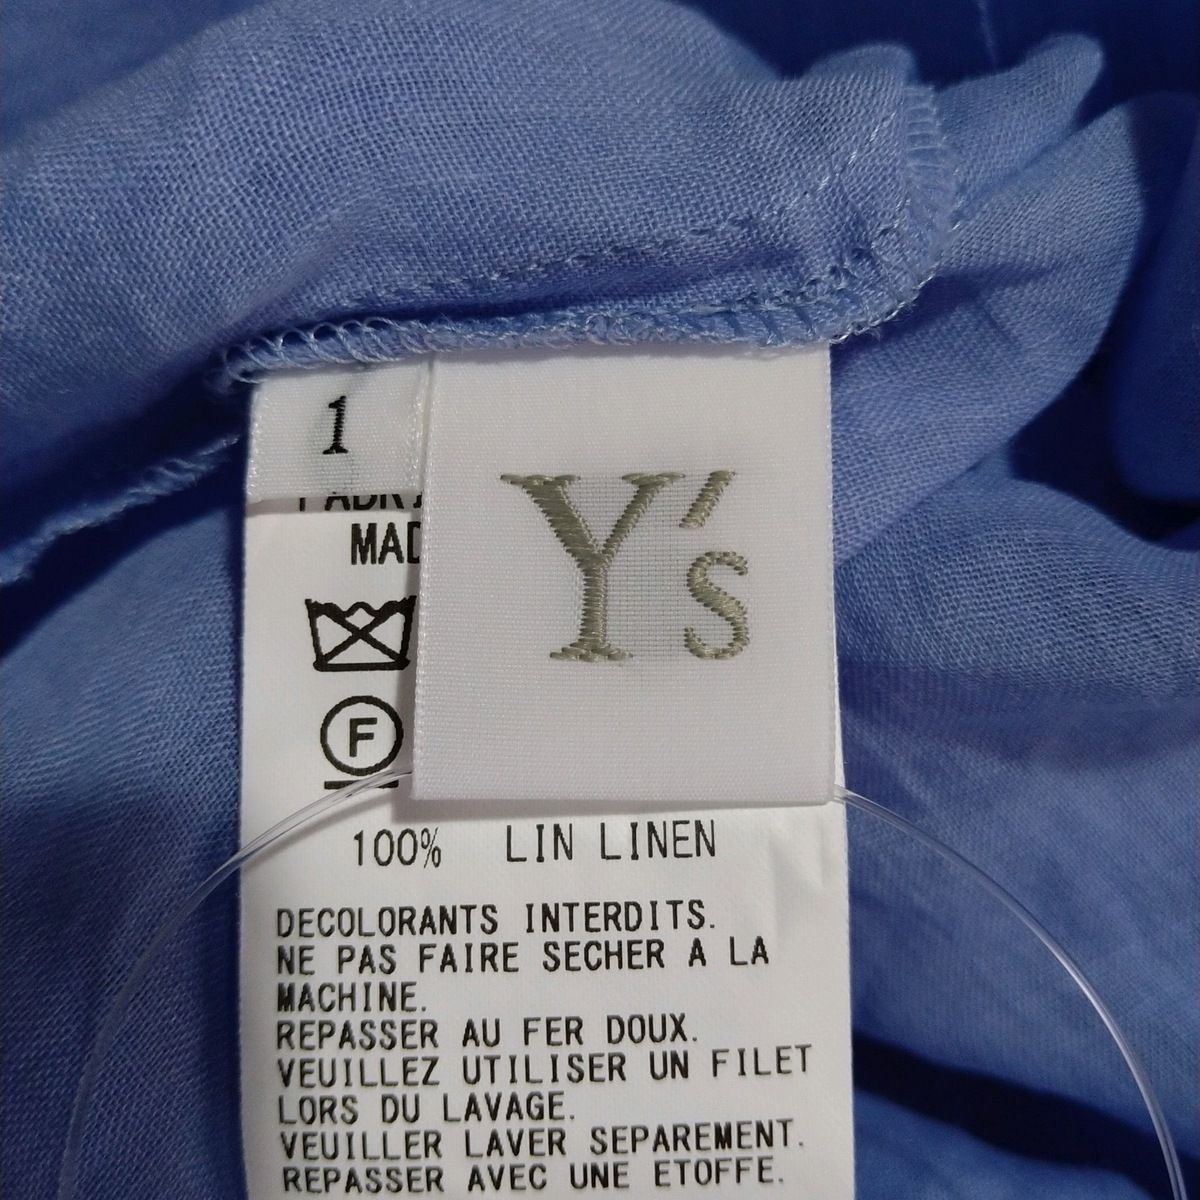 1
Y's
F
100% LIN LINEN
DECOLORANTS INTERDITS.
NE PAS FAIRE SECHER A LA
MACHINE.
REPASSER AU FER DOUX.
VEUILLEZ UTILISER UN FILET
LORS DU LAVAGE.
VEUILLER LAVER SEPAREMENT.
REPASSER AVEC UNE ETOFFE.